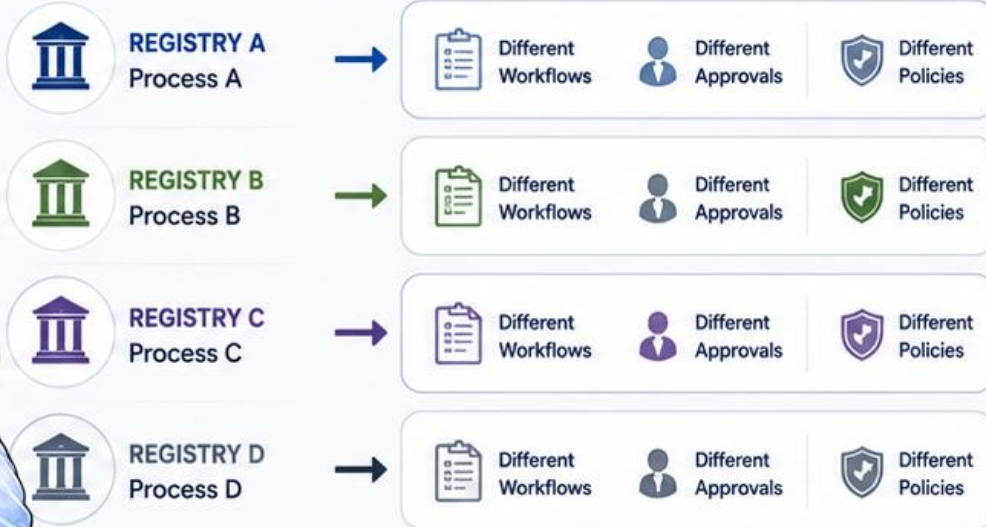 REGISTRY A
Process A
Different
Workflows
Different
Approvals
Different
Policies
REGISTRY B
Process B
Different
Workflows
Different
Approvals
Different
Policies
REGISTRY C
Process C
Different
Workflows
Different
Approvals
Different
Policies
REGISTRY D
Process D
Different
Workflows
Different
Approvals
Different
Policies